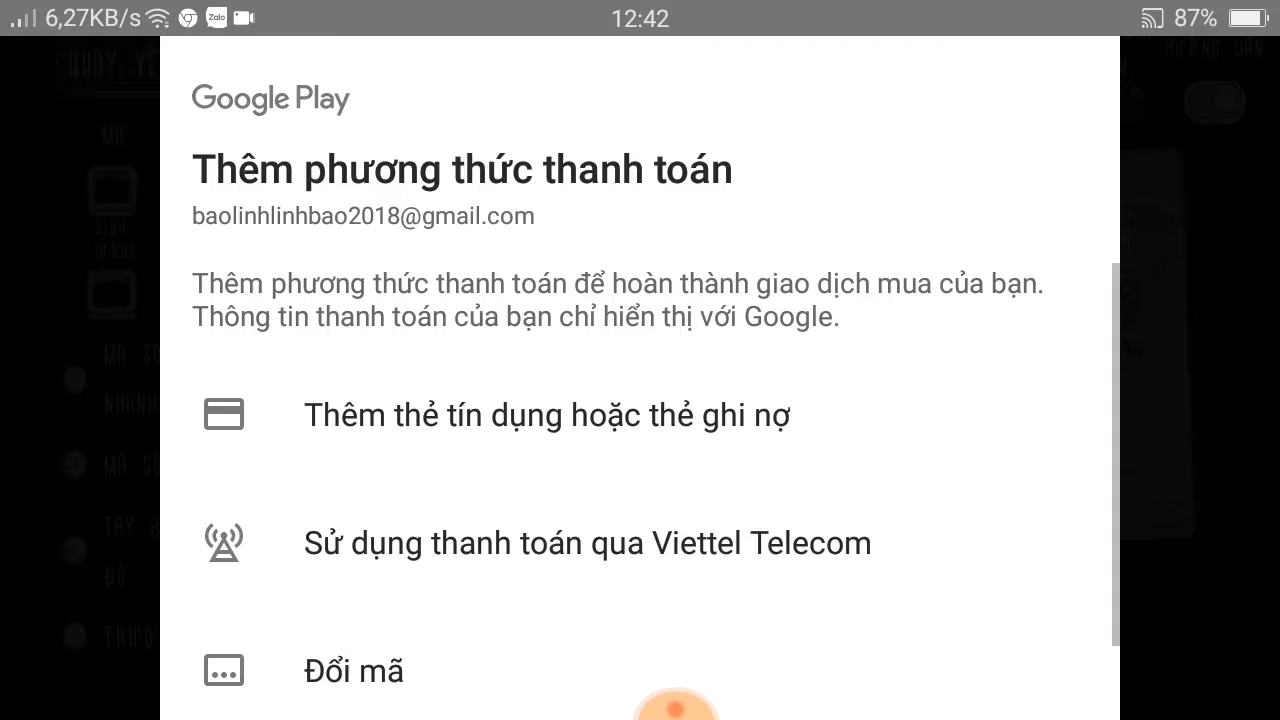 6,27KB/s Zalo 12:42 87%
Google Play
Thêm phương thức thanh toán
baolinhlinhbao2018@gmail.com
Thêm phương thức thanh toán để hoàn thành giao dịch mua của bạn.
Thông tin thanh toán của bạn chỉ hiển thị với Google.
Thêm thẻ tín dụng hoặc thẻ ghi nợ
Sử dụng thanh toán qua Viettel Telecom
Đổi mã